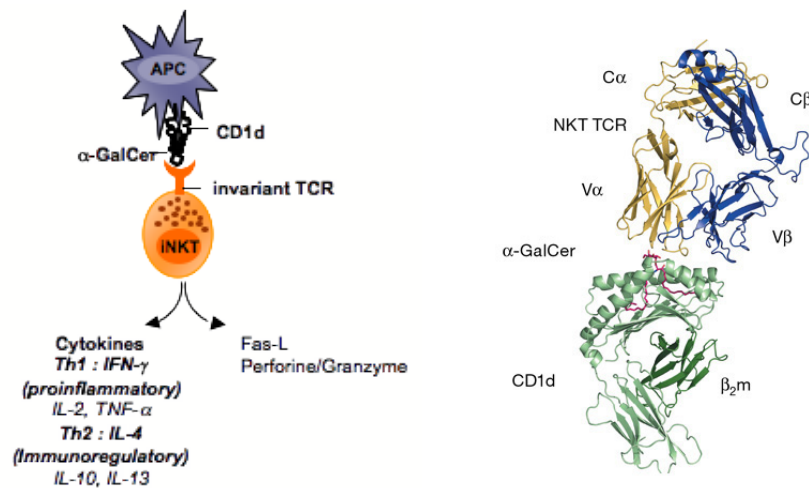 APC
CD1d
α-GalCer
invariant TCR
iNKT
Cytokines
Th1 : IFN-γ
(proinflammatory)
IL-2, TNF-α
Th2 : IL-4
(Immunoregulatory)
IL-10, IL-13
Fas-L
Perforine/Granzyme
Cα
Cβ
NKT TCR
Vα
Vβ
α-GalCer
CD1d
β₂m